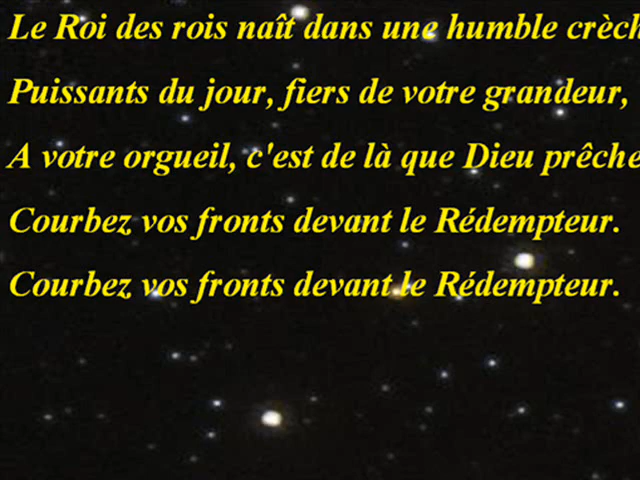 Le Roi des rois naît dans une humble crèch
Puissants du jour, fiers de votre grandeur,
A votre orgueil, c'est de là que Dieu prêche
Courbez vos fronts devant le Rédempteur.
Courbez vos fronts devant le Rédempteur.